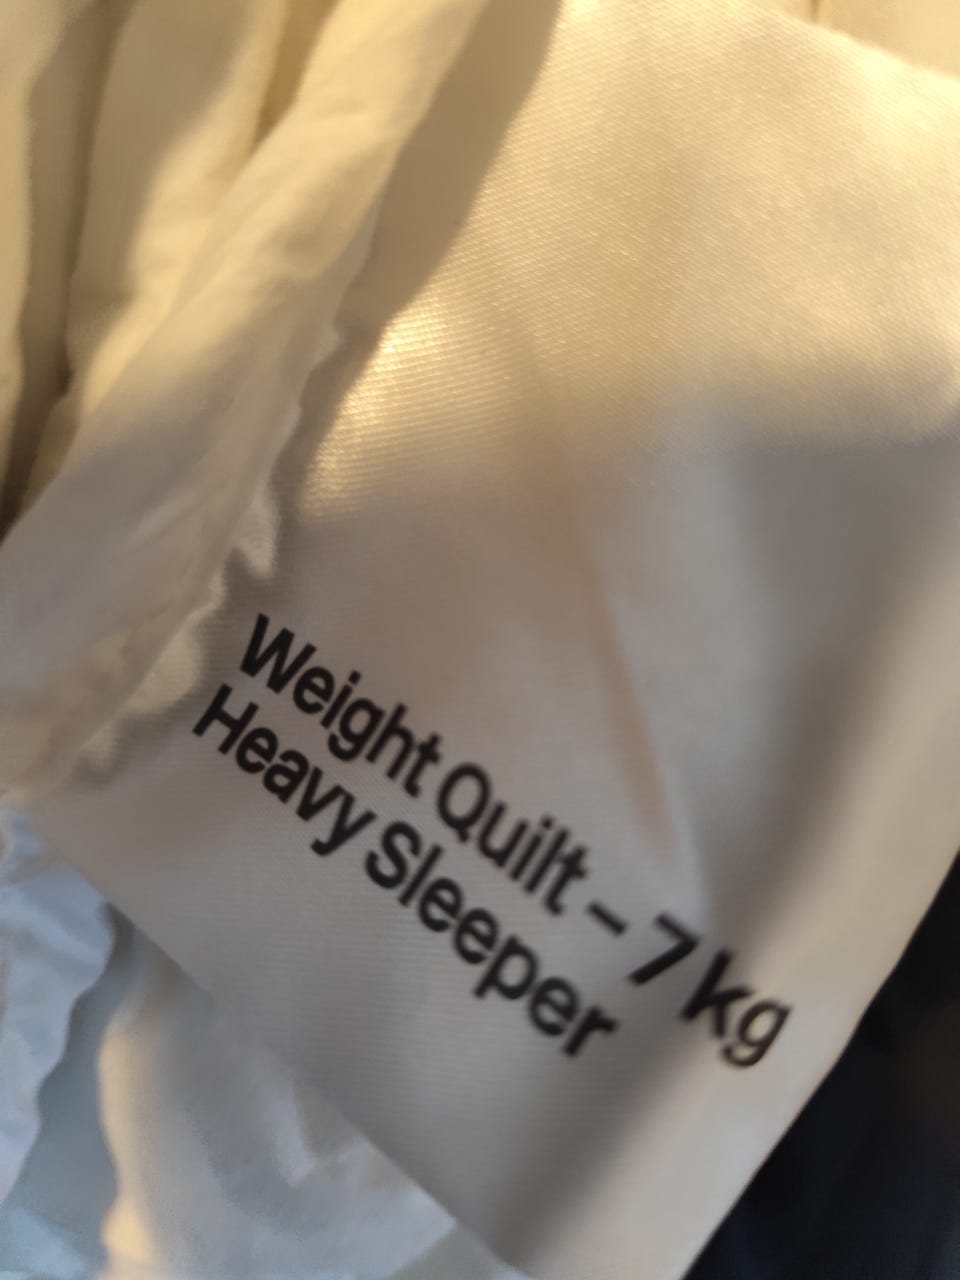 Weight Quilt – 7 kg
Heavy Sleeper